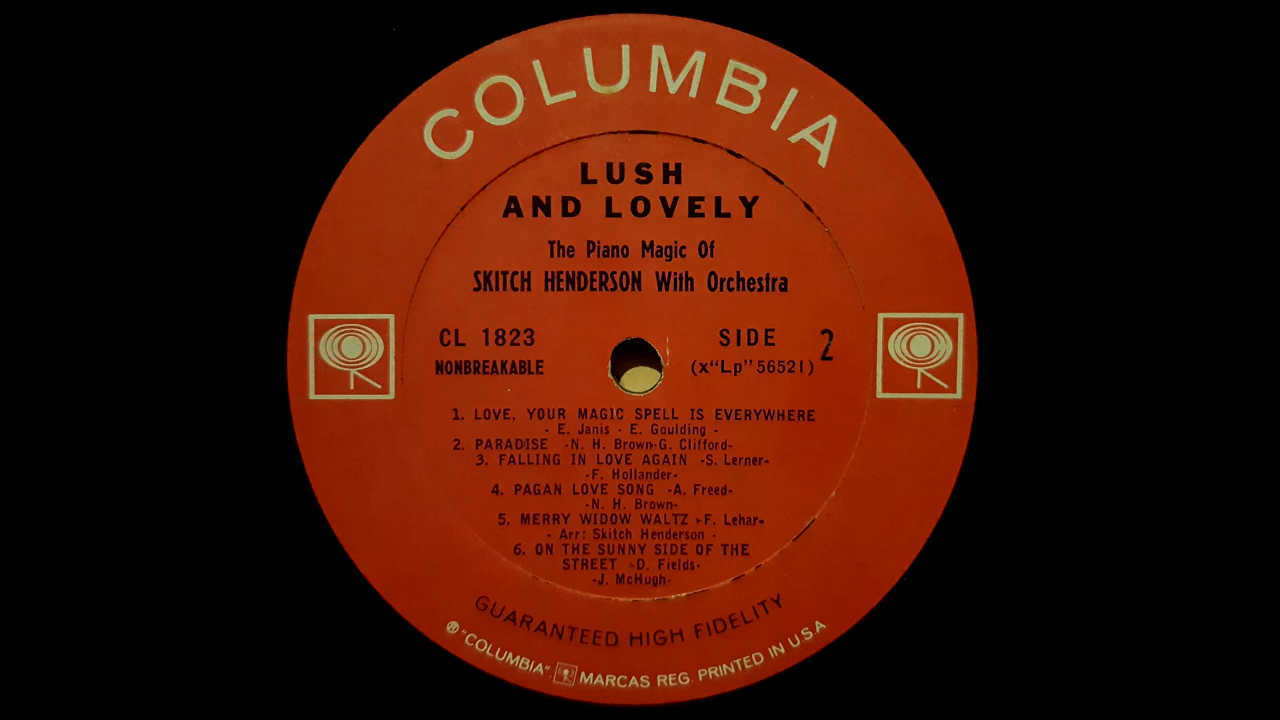 COLUMBIA
LUSH
AND LOVELY
The Piano Magic Of
SKITCH HENDERSON With Orchestra
CL 1823 SIDE 2
NONBREAKABLE (x“Lp” 56521)
1. LOVE, YOUR MAGIC SPELL IS EVERYWHERE
- E. Janis - E. Goulding -
2. PARADISE -N. H. Brown-G. Clifford-
3. FALLING IN LOVE AGAIN -S. Lerner-
-F. Hollander-
4. PAGAN LOVE SONG -A. Freed-
-N. H. Brown-
5. MERRY WIDOW WALTZ -F. Lehar-
- Arr: Skitch Henderson -
6. ON THE SUNNY SIDE OF THE
STREET -D. Fields-
-J. McHugh-
GUARANTEED HIGH FIDELITY
® "COLUMBIA", MARCAS REG. PRINTED IN U.S.A